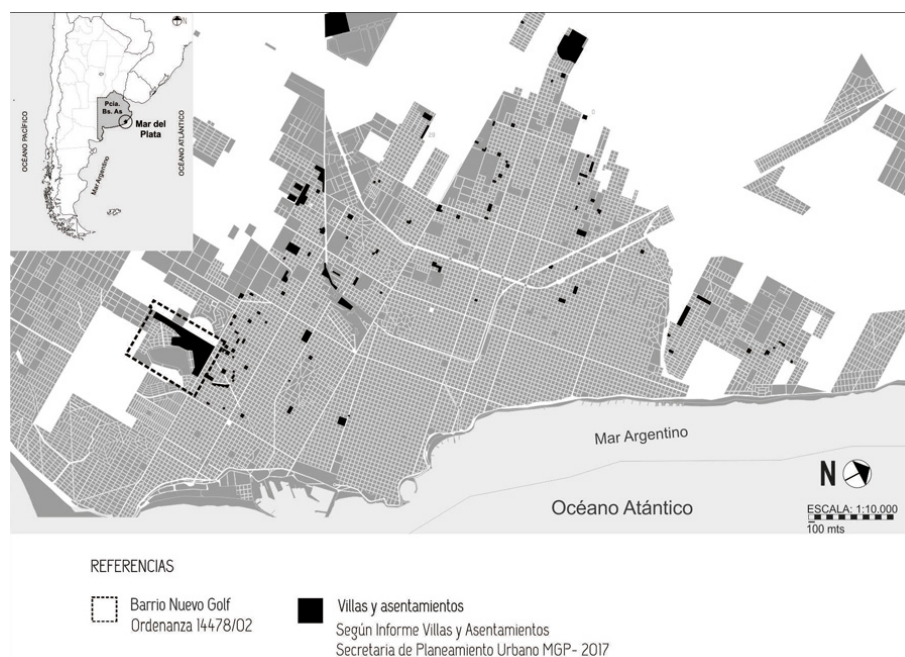 N
OCÉANO PACÍFICO
Pcia.
Bs. As
Mar del
Plata
OCÉANO ATLÁNTICO
Mar Argentino
Mar Argentino
Océano Atántico
N
ESCALA: 1:10.000
100 mts
REFERENCIAS
Barrio Nuevo Golf
Ordenanza 14478/02
Villas y asentamientos
Según Informe Villas y Asentamientos
Secretaria de Planeamiento Urbano MGP- 2017